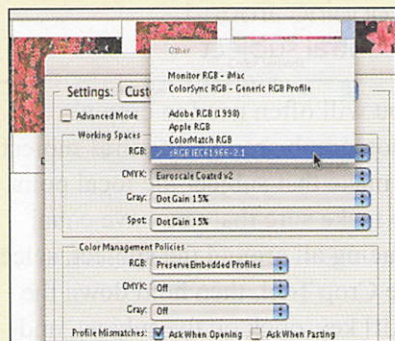 Other
Monitor RGB - iMac
ColorSync RGB - Generic RGB Profile
Adobe RGB (1998)
Apple RGB
ColorMatch RGB
✓ sRGB IEC61966-2.1
Settings: Cust
Advanced Mode
Working Spaces
RGB:
CMYK: Euroscale Coated v2
Gray: Dot Gain 15%
Spot: Dot Gain 15%
Color Management Policies
RGB: Preserve Embedded Profiles
CMYK: Off
Gray: Off
Profile Mismatches: Ask When Opening Ask When Pasting